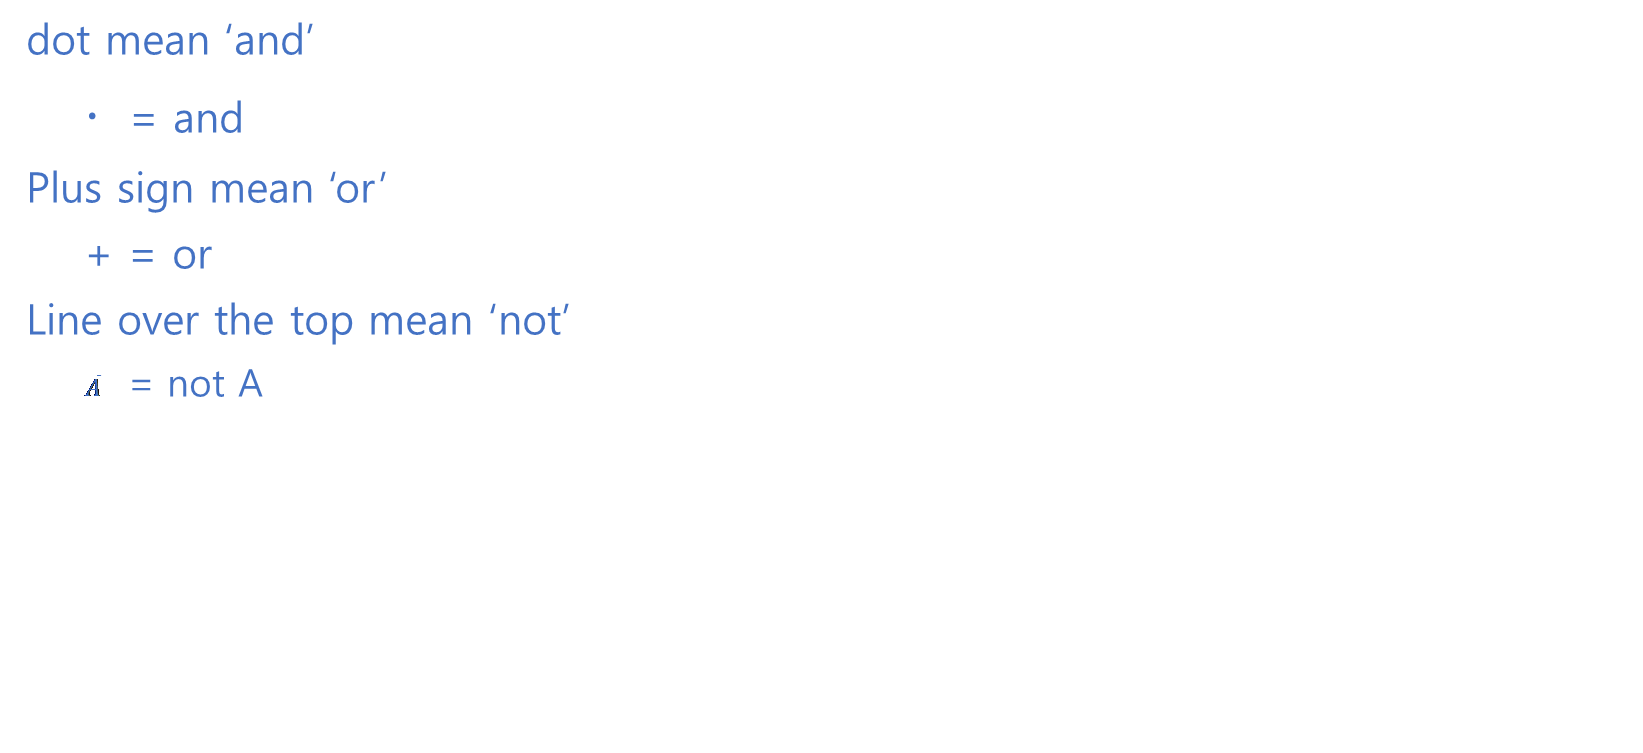 dot mean ‘and’
· = and
Plus sign mean ‘or’
+ = or
Line over the top mean ‘not’
Ā = not A